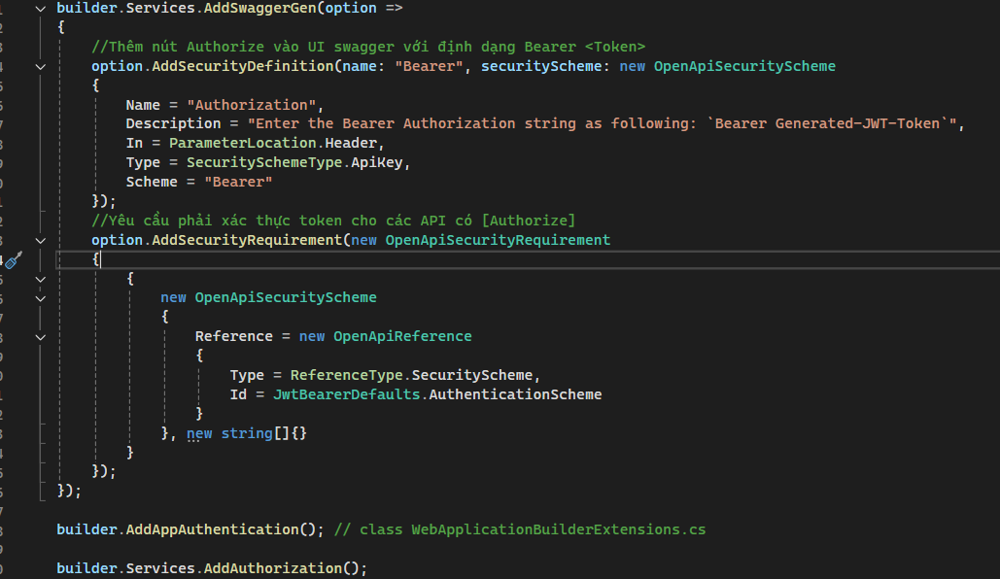 builder.Services.AddSwaggerGen(option =>
{
    //Thêm nút Authorize vào UI swagger với định dạng Bearer <Token>
    option.AddSecurityDefinition(name: "Bearer", securityScheme: new OpenApiSecurityScheme
    {
        Name = "Authorization",
        Description = "Enter the Bearer Authorization string as following: `Bearer Generated-JWT-Token`",
        In = ParameterLocation.Header,
        Type = SecuritySchemeType.ApiKey,
        Scheme = "Bearer"
    });
    //Yêu cầu phải xác thực token cho các API có [Authorize]
    option.AddSecurityRequirement(new OpenApiSecurityRequirement
    {
        {
            new OpenApiSecurityScheme
            {
                Reference = new OpenApiReference
                {
                    Type = ReferenceType.SecurityScheme,
                    Id = JwtBearerDefaults.AuthenticationScheme
                }
            }, new string[]{}
        }
    });
});
builder.AddAppAuthentication(); // class WebApplicationBuilderExtensions.cs
builder.Services.AddAuthorization();